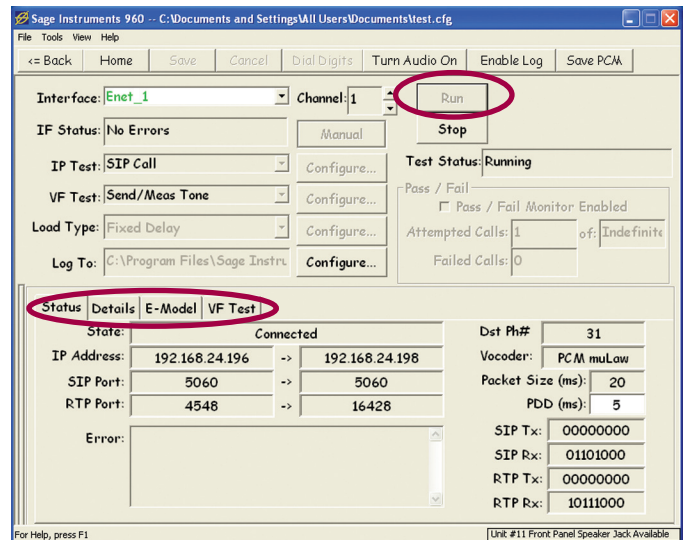 Sage Instruments 960 -- C:\Documents and Settings\All Users\Documents\test.cfg
File Tools View Help
<= Back Home Save Cancel Dial Digits Turn Audio On Enable Log Save PCM
Interface: Enet_1 Channel: 1 Run
IF Status: No Errors Manual Stop
IP Test: SIP Call Configure... Test Status: Running
VF Test: Send/Meas Tone Configure... Pass / Fail
Pass / Fail Monitor Enabled
Load Type: Fixed Delay Configure... Attempted Calls: 1 of: Indefinite
Log To: C:\Program Files\Sage Instru Configure... Failed Calls: 0
Status Details E-Model VF Test
State: Connected Dst Ph# 31
IP Address: 192.168.24.196 -> 192.168.24.198 Vocoder: PCM muLaw
SIP Port: 5060 -> 5060 Packet Size (ms): 20
RTP Port: 4548 -> 16428 PDD (ms): 5
Error: SIP Tx: 00000000
SIP Rx: 01101000
RTP Tx: 00000000
RTP Rx: 10111000
For Help, press F1 Unit #11 Front Panel Speaker Jack Available